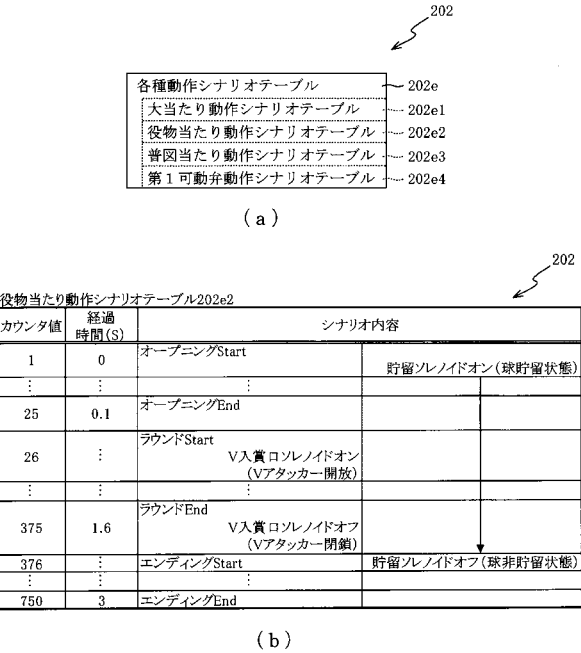 202
各種動作シナリオテーブル 202e
大当たり動作シナリオテーブル 202e1
役物当たり動作シナリオテーブル 202e2
普図当たり動作シナリオテーブル 202e3
第1可動弁動作シナリオテーブル 202e4
(a)
202
役物当たり動作シナリオテーブル202e2
カウンタ値 経過時間(S) シナリオ内容
1 0 オープニングStart 貯留ソレノイドオン(球貯留状態)
⋮ ⋮ ⋮
25 0.1 オープニングEnd
26 ⋮ ラウンドStart
V入賞口ソレノイドオン
(Vアタッカー開放)
⋮ ⋮ ⋮
375 1.6 ラウンドEnd
V入賞口ソレノイドオフ
(Vアタッカー閉鎖)
376 ⋮ エンディングStart 貯留ソレノイドオフ(球非貯留状態)
⋮ ⋮ ⋮
750 3 エンディングEnd
(b)